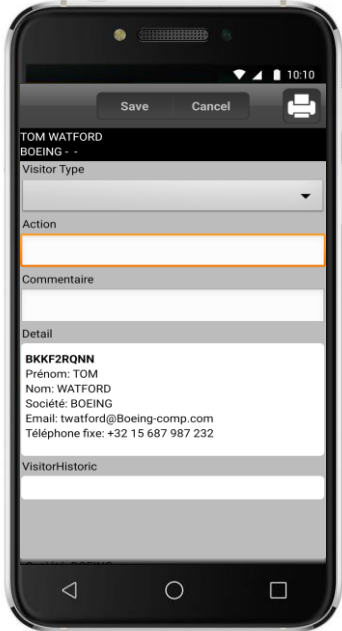 10:10
Save Cancel
TOM WATFORD
BOEING - -
Visitor Type
Action
Commentaire
Detail
BKKF2RQNN
Prénom: TOM
Nom: WATFORD
Société: BOEING
Email: twatford@Boeing-comp.com
Téléphone fixe: +32 15 687 987 232
VisitorHistoric